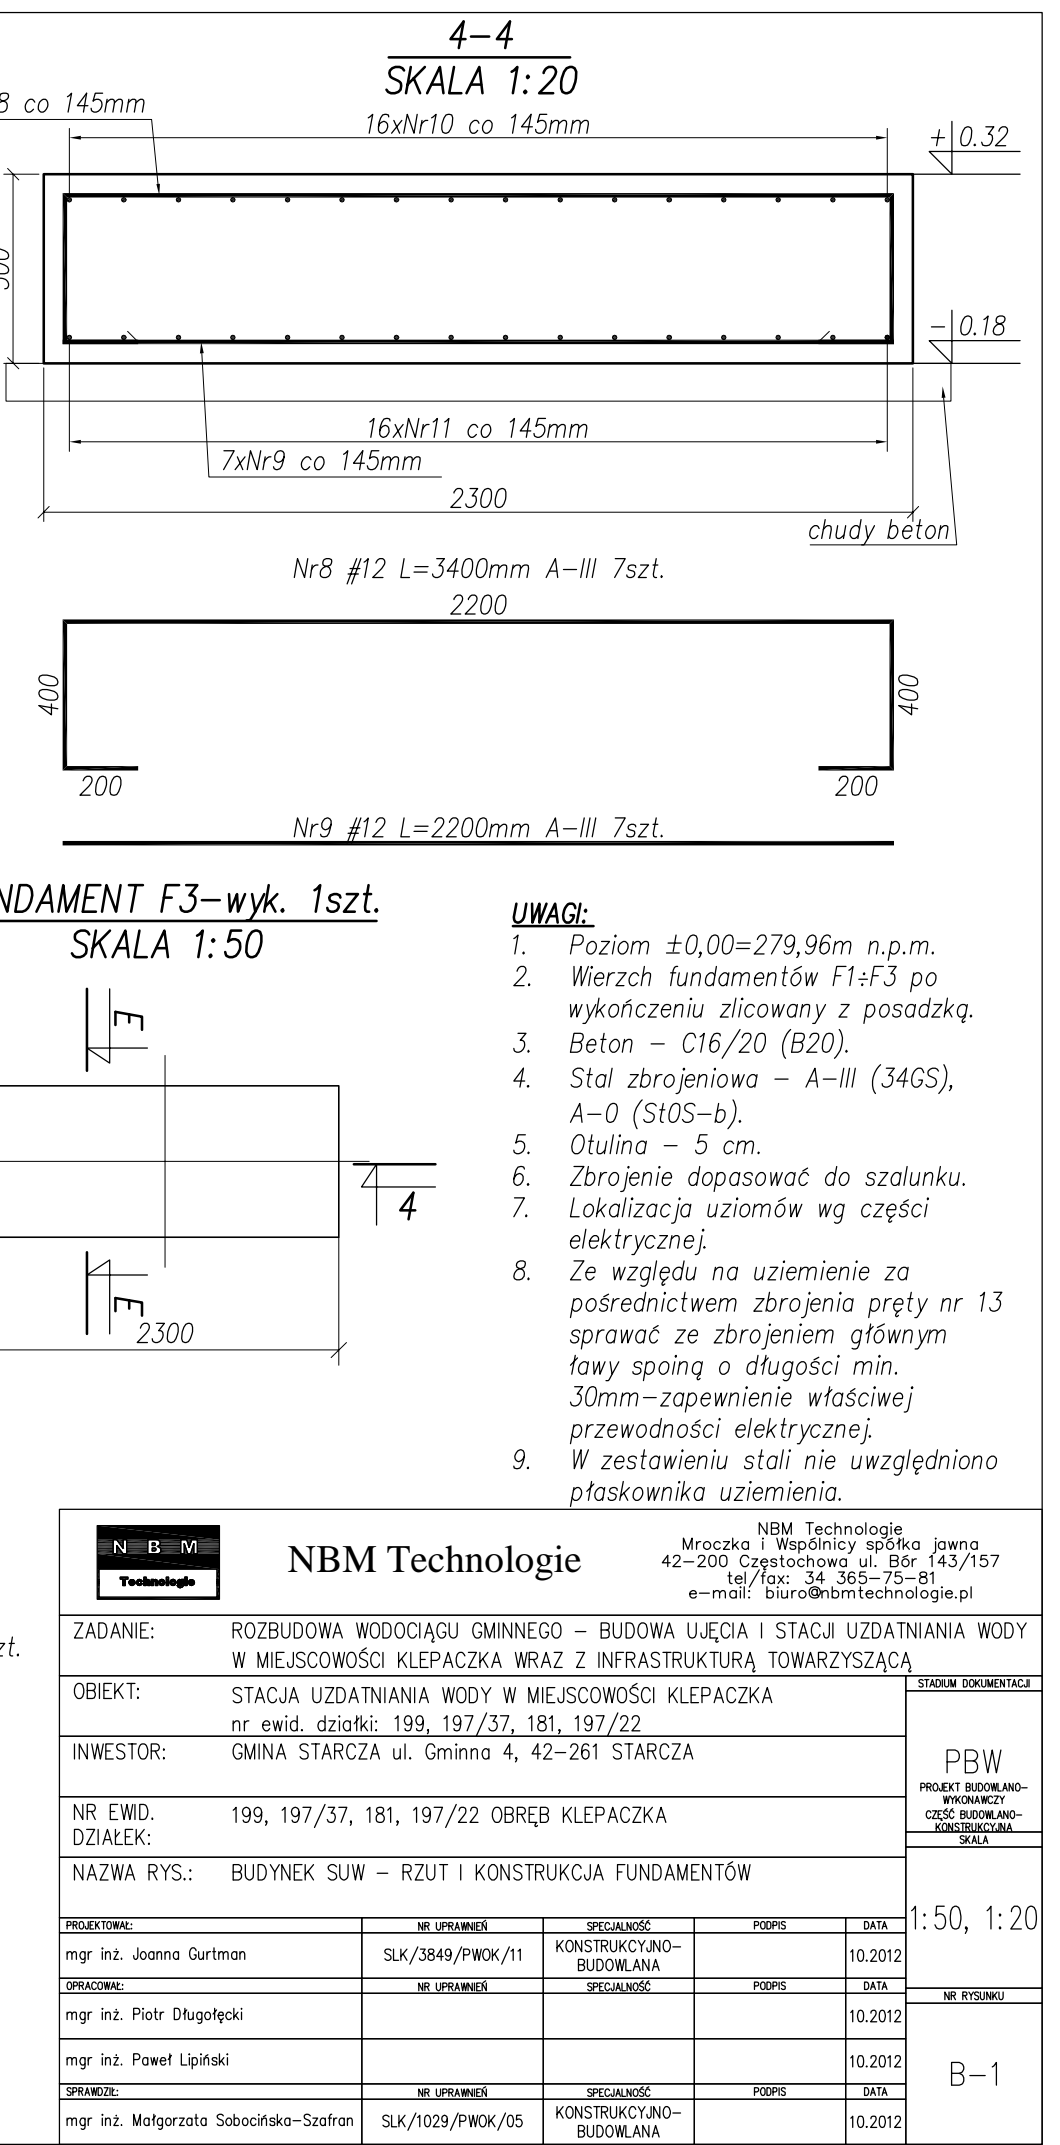 4-4
SKALA 1:20
8 co 145mm
16xNr10 co 145mm
+ 0.32
- 0.18
16xNr11 co 145mm
7xNr9 co 145mm
2300
chudy beton
Nr8 #12 L=3400mm A-III 7szt.
2200
400
400
200
200
Nr9 #12 L=2200mm A-III 7szt.
NDAMENT F3-wyk. 1szt.
SKALA 1:50
E
4
E
2300
UWAGI:
1. Poziom ±0,00=279,96m n.p.m.
2. Wierzch fundamentów F1÷F3 po
wykończeniu zlicowany z posadzką.
3. Beton - C16/20 (B20).
4. Stal zbrojeniowa - A-III (34GS),
A-0 (St0S-b).
5. Otulina - 5 cm.
6. Zbrojenie dopasować do szalunku.
7. Lokalizacja uziomów wg części
elektrycznej.
8. Ze względu na uziemienie za
pośrednictwem zbrojenia pręty nr 13
sprawać ze zbrojeniem głównym
ławy spoiną o długości min.
30mm-zapewnienie właściwej
przewodności elektrycznej.
9. W zestawieniu stali nie uwzględniono
płaskownika uziemienia.
zt.
N B M
Technologie
NBM Technologie
NBM Technologie
Mroczka i Wspólnicy spółka jawna
42-200 Częstochowa ul. Bór 143/157
tel/fax: 34 365-75-81
e-mail: biuro@nbmtechnologie.pl
ZADANIE: ROZBUDOWA WODOCIĄGU GMINNEGO - BUDOWA UJĘCIA I STACJI UZDATNIANIA WODY
W MIEJSCOWOŚCI KLEPACZKA WRAZ Z INFRASTRUKTURĄ TOWARZYSZĄCĄ
OBIEKT: STACJA UZDATNIANIA WODY W MIEJSCOWOŚCI KLEPACZKA
nr ewid. działki: 199, 197/37, 181, 197/22
INWESTOR: GMINA STARCZA ul. Gminna 4, 42-261 STARCZA
NR EWID. DZIAŁEK: 199, 197/37, 181, 197/22 OBRĘB KLEPACZKA
NAZWA RYS.: BUDYNEK SUW - RZUT I KONSTRUKCJA FUNDAMENTÓW
STADIUM DOKUMENTACJI
PBW
PROJEKT BUDOWLANO-
WYKONAWCZY
CZĘŚĆ BUDOWLANO-
KONSTRUKCYJNA
SKALA
1:50, 1:20
NR RYSUNKU
B-1
PROJEKTOWAŁ: NR UPRAWNIEŃ SPECJALNOŚĆ PODPIS DATA
mgr inż. Joanna Gurtman SLK/3849/PWOK/11 KONSTRUKCYJNO-BUDOWLANA 10.2012
OPRACOWAŁ: NR UPRAWNIEŃ SPECJALNOŚĆ PODPIS DATA
mgr inż. Piotr Długołęcki 10.2012
mgr inż. Paweł Lipiński 10.2012
SPRAWDZIŁ: NR UPRAWNIEŃ SPECJALNOŚĆ PODPIS DATA
mgr inż. Małgorzata Sobocińska-Szafran SLK/1029/PWOK/05 KONSTRUKCYJNO-BUDOWLANA 10.2012